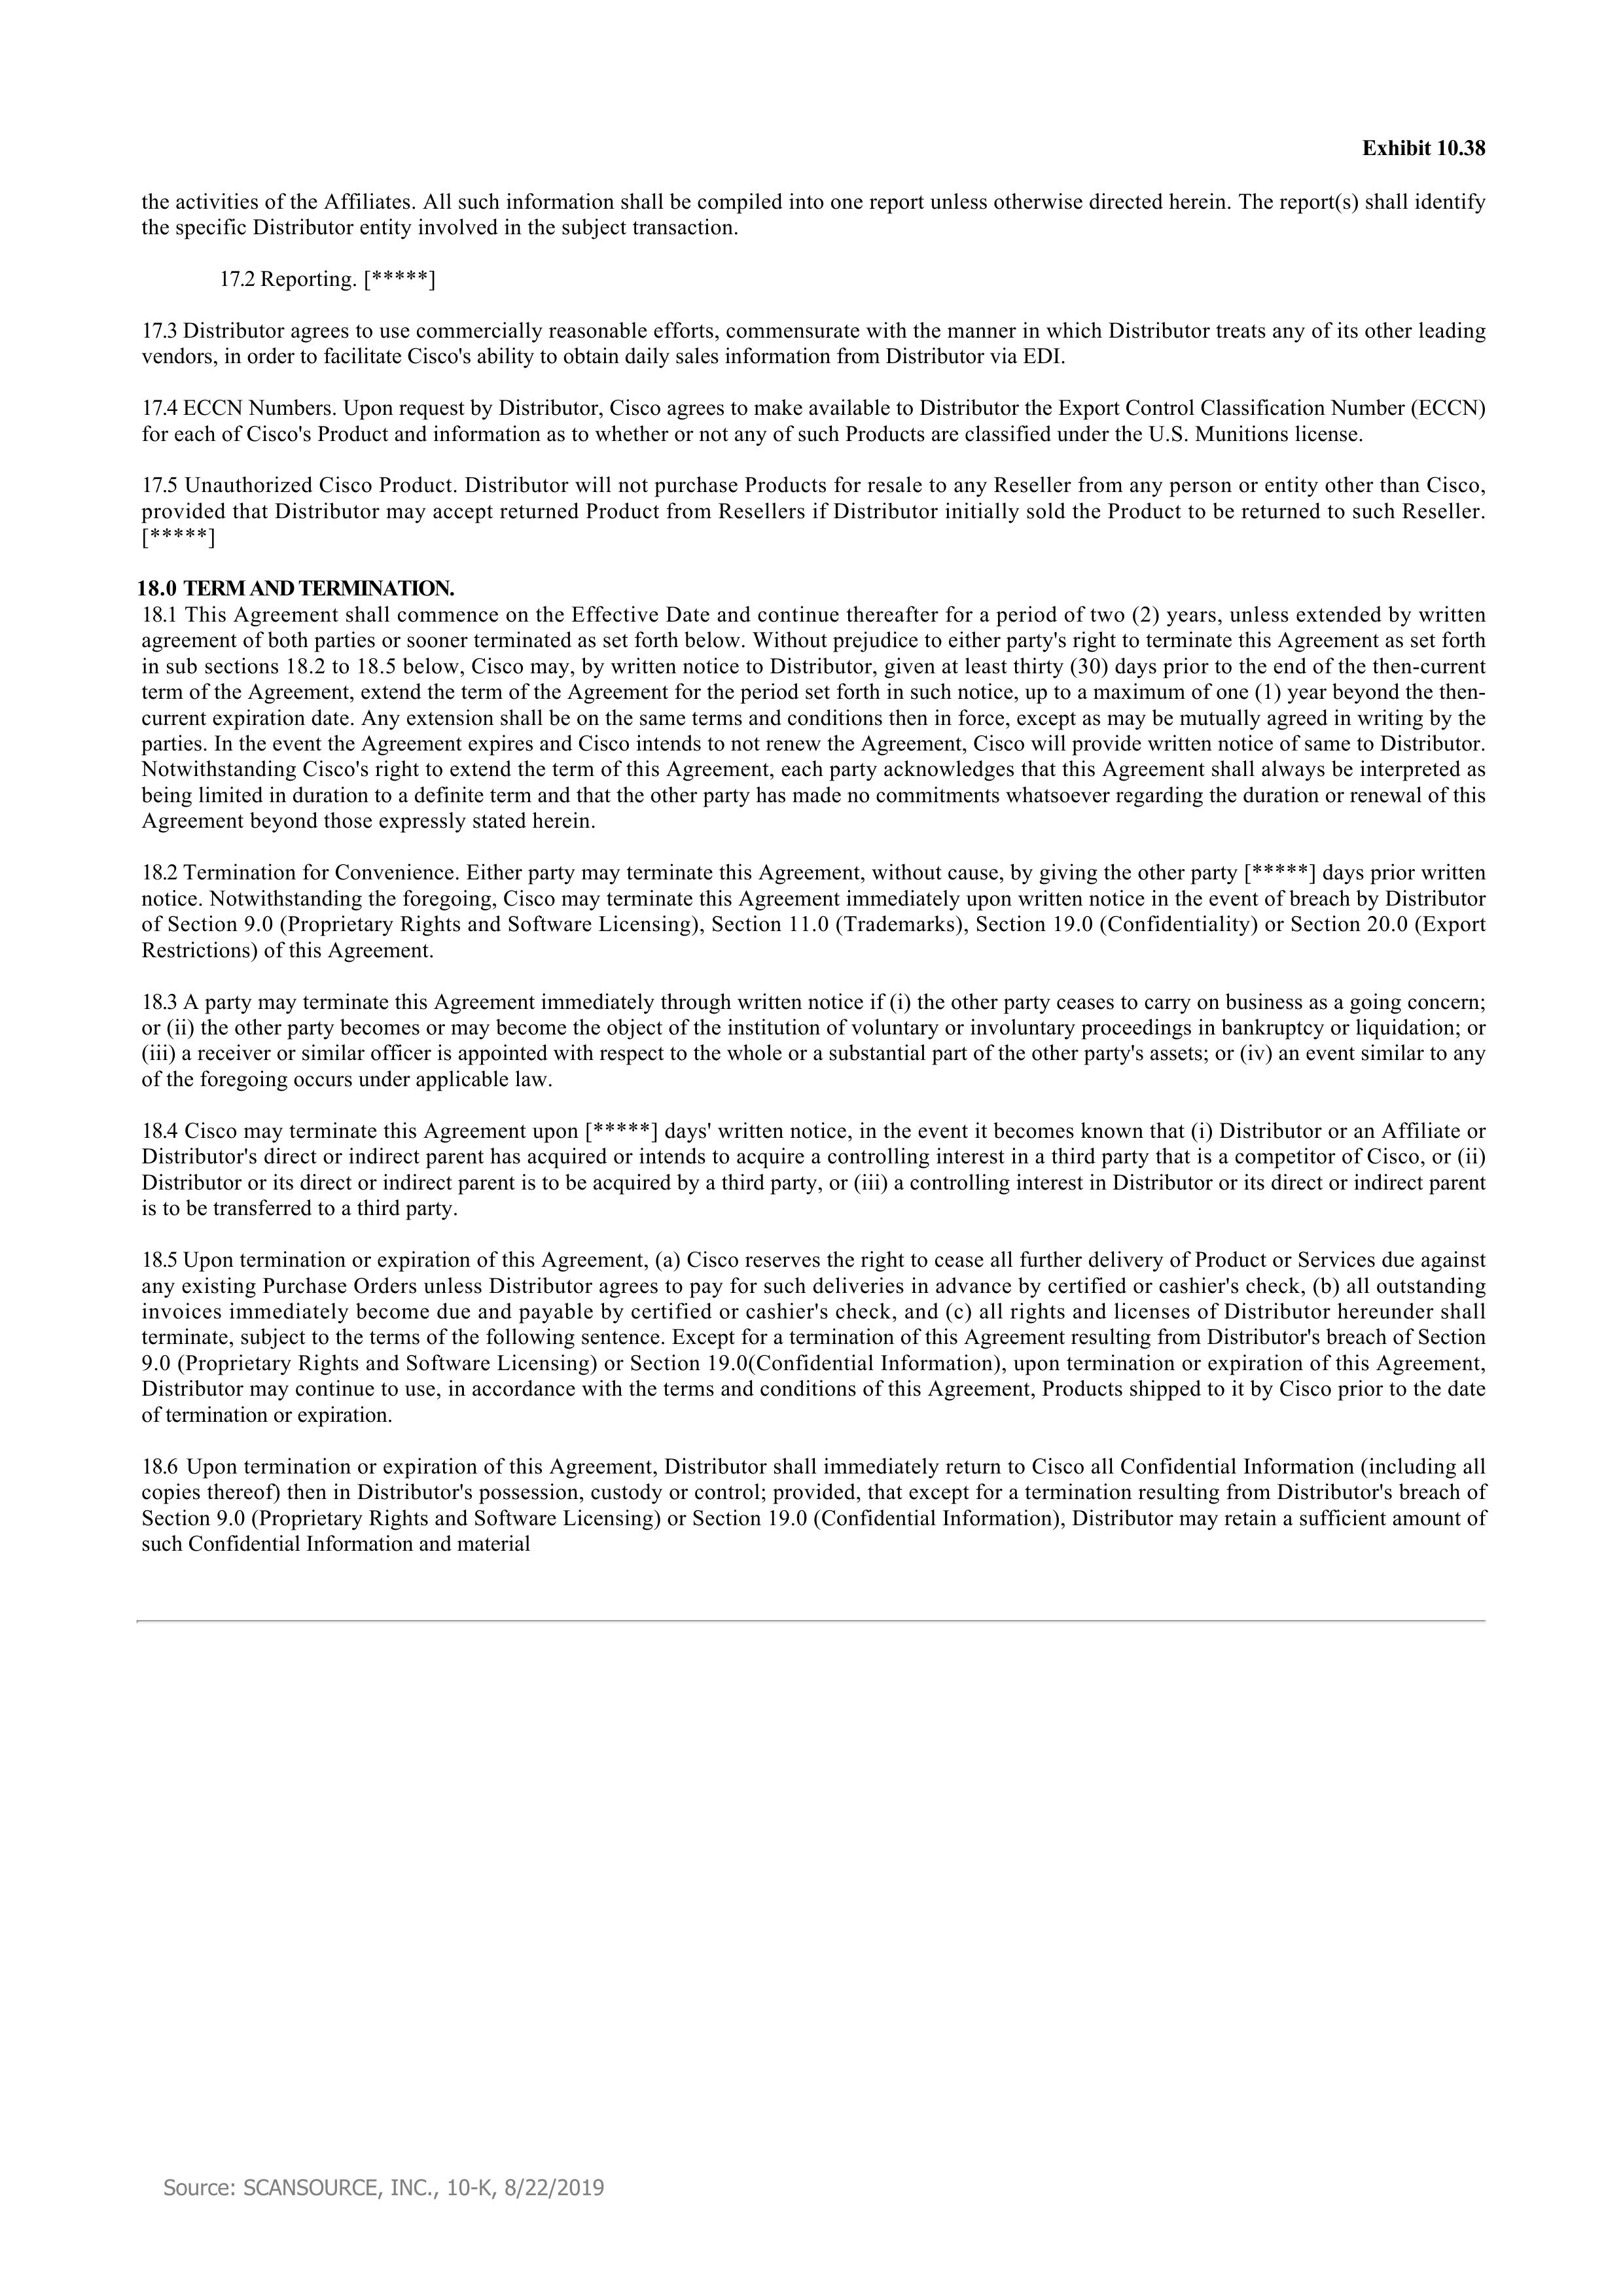 Exhibit 10.38
the activities of the Affiliates. All such information shall be compiled into one report unless otherwise directed herein. The report(s) shall identify
the specific Distributor entity involved in the subject transaction.
17.2 Reporting. [*****]
17.3 Distributor agrees to use commercially reasonable efforts, commensurate with the manner in which Distributor treats any of its other leading
vendors, in order to facilitate Cisco's ability to obtain daily sales information from Distributor via EDI.
17.4 ECCN Numbers. Upon request by Distributor, Cisco agrees to make available to Distributor the Export Control Classification Number (ECCN)
for each of Cisco's Product and information as to whether or not any of such Products are classified under the U.S. Munitions license.
17.5 Unauthorized Cisco Product. Distributor will not purchase Products for resale to any Reseller from any person or entity other than Cisco,
provided that Distributor may accept returned Product from Resellers if Distributor initially sold the Product to be returned to such Reseller.
[*****]
18.0 TERM AND TERMINATION.
18.1 This Agreement shall commence on the Effective Date and continue thereafter for a period of two (2) years, unless extended by written
agreement of both parties or sooner terminated as set forth below. Without prejudice to either party's right to terminate this Agreement as set forth
in sub sections 18.2 to 18.5 below, Cisco may, by written notice to Distributor, given at least thirty (30) days prior to the end of the then-current
term of the Agreement, extend the term of the Agreement for the period set forth in such notice, up to a maximum of one (1) year beyond the then-
current expiration date. Any extension shall be on the same terms and conditions then in force, except as may be mutually agreed in writing by the
parties. In the event the Agreement expires and Cisco intends to not renew the Agreement, Cisco will provide written notice of same to Distributor.
Notwithstanding Cisco's right to extend the term of this Agreement, each party acknowledges that this Agreement shall always be interpreted as
being limited in duration to a definite term and that the other party has made no commitments whatsoever regarding the duration or renewal of this
Agreement beyond those expressly stated herein.
18.2 Termination for Convenience. Either party may terminate this Agreement, without cause, by giving the other party [*****] days prior written
notice. Notwithstanding the foregoing, Cisco may terminate this Agreement immediately upon written notice in the event of breach by Distributor
of Section 9.0 (Proprietary Rights and Software Licensing), Section 11.0 (Trademarks), Section 19.0 (Confidentiality) or Section 20.0 (Export
Restrictions) of this Agreement.
18.3 A party may terminate this Agreement immediately through written notice if (i) the other party ceases to carry on business as a going concern;
or (ii) the other party becomes or may become the object of the institution of voluntary or involuntary proceedings in bankruptcy or liquidation; or
(iii) a receiver or similar officer is appointed with respect to the whole or a substantial part of the other party's assets; or (iv) an event similar to any
of the foregoing occurs under applicable law.
18.4 Cisco may terminate this Agreement upon [*****] days' written notice, in the event it becomes known that (i) Distributor or an Affiliate or
Distributor's direct or indirect parent has acquired or intends to acquire a controlling interest in a third party that is a competitor of Cisco, or (ii)
Distributor or its direct or indirect parent is to be acquired by a third party, or (iii) a controlling interest in Distributor or its direct or indirect parent
is to be transferred to a third party.
18.5 Upon termination or expiration of this Agreement, (a) Cisco reserves the right to cease all further delivery of Product or Services due against
any existing Purchase Orders unless Distributor agrees to pay for such deliveries in advance by certified or cashier's check, (b) all outstanding
invoices immediately become due and payable by certified or cashier's check, and (c) all rights and licenses of Distributor hereunder shall
terminate, subject to the terms of the following sentence. Except for a termination of this Agreement resulting from Distributor's breach of Section
9.0 (Proprietary Rights and Software Licensing) or Section 19.0(Confidential Information), upon termination or expiration of this Agreement,
Distributor may continue to use, in accordance with the terms and conditions of this Agreement, Products shipped to it by Cisco prior to the date
of termination or expiration.
18.6 Upon termination or expiration of this Agreement, Distributor shall immediately return to Cisco all Confidential Information (including all
copies thereof) then in Distributor's possession, custody or control; provided, that except for a termination resulting from Distributor's breach of
Section 9.0 (Proprietary Rights and Software Licensing) or Section 19.0 (Confidential Information), Distributor may retain a sufficient amount of
such Confidential Information and material
Source: SCANSOURCE, INC., 10-K, 8/22/2019